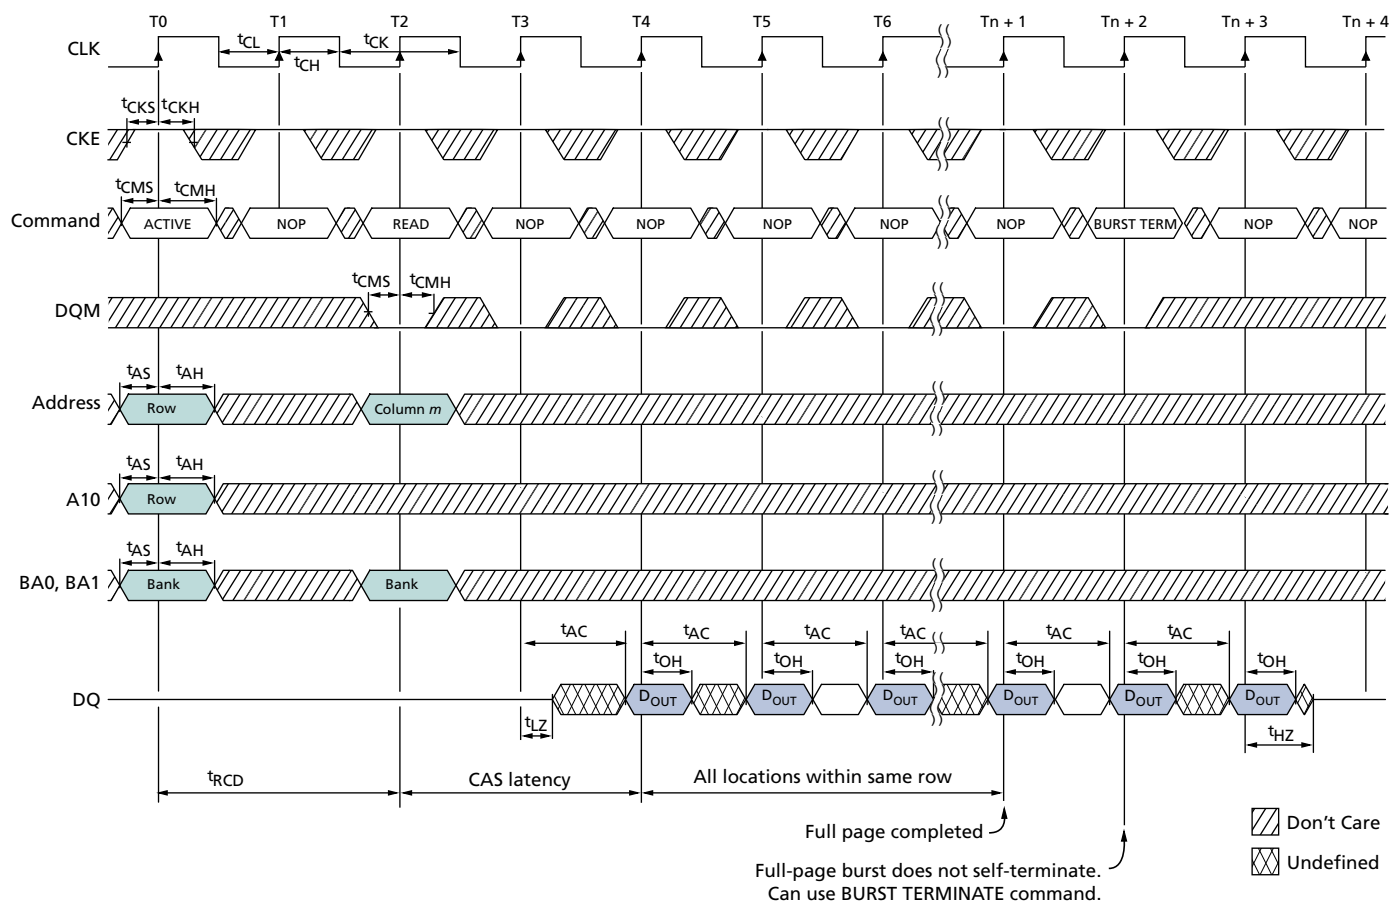 T0 T1 T2 T3 T4 T5 T6 Tn + 1 Tn + 2 Tn + 3 Tn + 4
CLK tCL tCH tCK
tCKS tCKH
CKE
tCMS tCMH
Command ACTIVE NOP READ NOP NOP NOP NOP NOP BURST TERM NOP NOP
tCMS tCMH
DQM
tAS tAH
Address Row Column m
tAS tAH
A10 Row
tAS tAH
BA0, BA1 Bank Bank
tAC tAC tAC tAC tAC tAC
tOH tOH tOH tOH tOH tOH
DQ DOUT DOUT DOUT DOUT DOUT DOUT
tLZ tHZ
tRCD CAS latency All locations within same row
Full page completed
Don't Care
Undefined
Full-page burst does not self-terminate.
Can use BURST TERMINATE command.